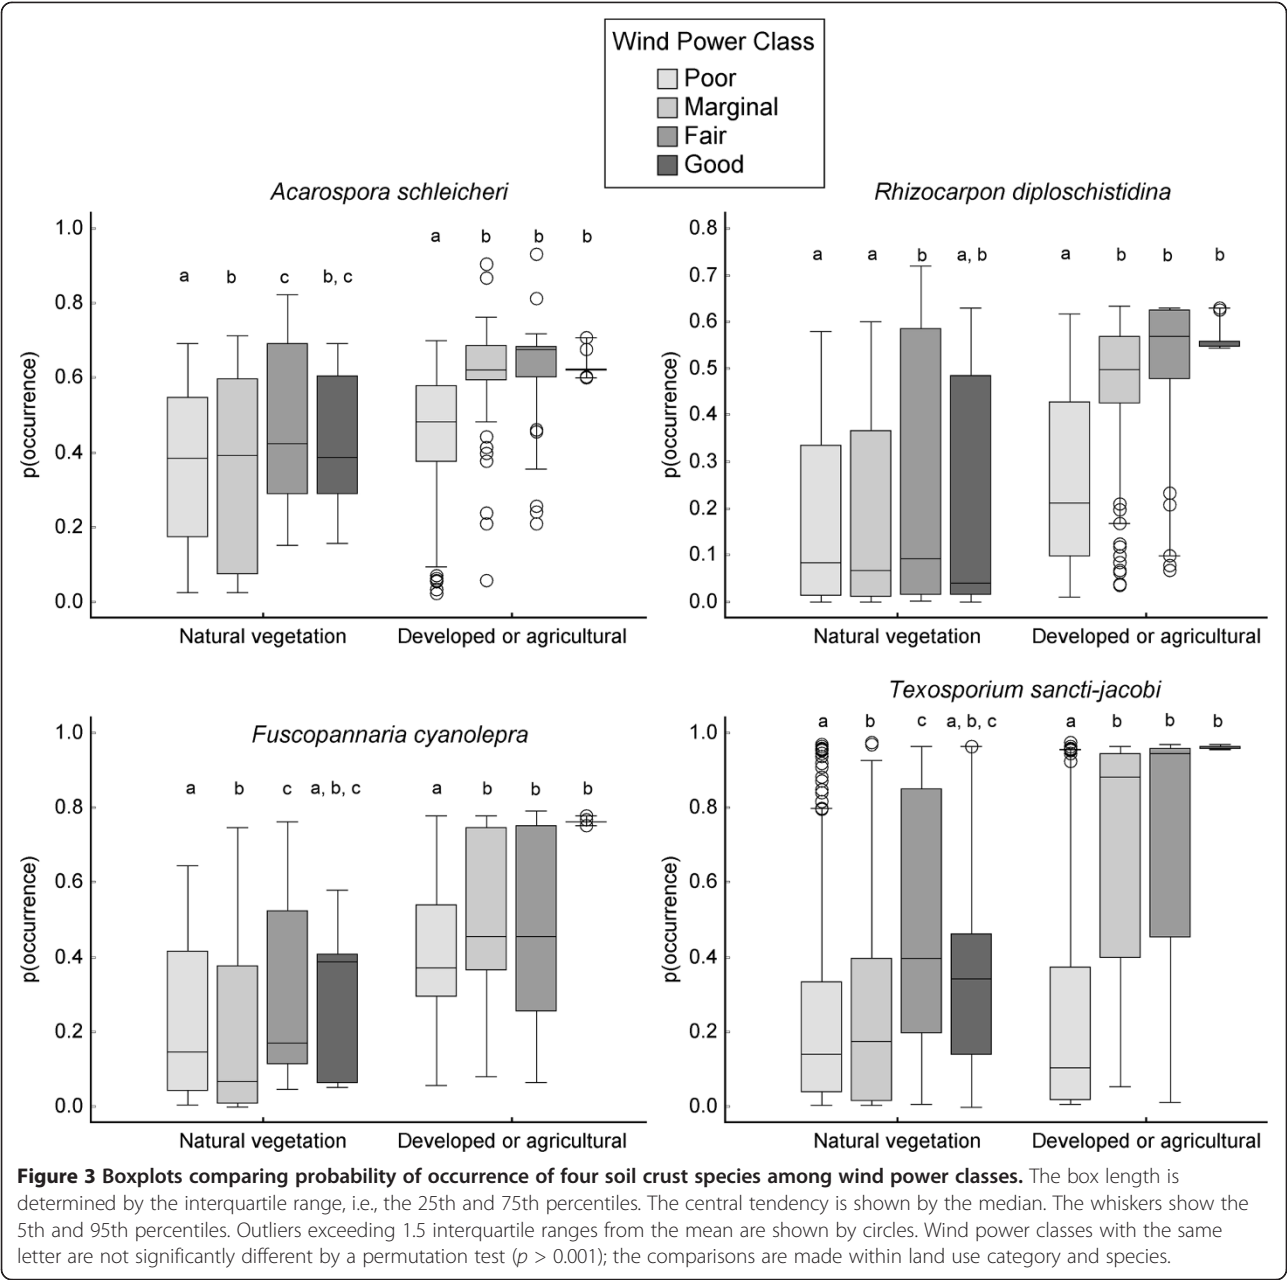 Wind Power Class
Poor
Marginal
Fair
Good
Acarospora schleicheri
p(occurrence)
1.0
0.8
0.6
0.4
0.2
0.0
a b c b, c a b b b
Natural vegetation Developed or agricultural
Rhizocarpon diploschistidina
p(occurrence)
0.8
0.7
0.6
0.5
0.4
0.3
0.2
0.1
0.0
a a b a, b a b b b
Natural vegetation Developed or agricultural
Fuscopannaria cyanolepra
p(occurrence)
1.0
0.8
0.6
0.4
0.2
0.0
a b c a, b, c a b b b
Natural vegetation Developed or agricultural
Texosporium sancti-jacobi
p(occurrence)
1.0
0.8
0.6
0.4
0.2
0.0
a b c a, b, c a b b b
Natural vegetation Developed or agricultural
Figure 3 Boxplots comparing probability of occurrence of four soil crust species among wind power classes. The box length is
determined by the interquartile range, i.e., the 25th and 75th percentiles. The central tendency is shown by the median. The whiskers show the
5th and 95th percentiles. Outliers exceeding 1.5 interquartile ranges from the mean are shown by circles. Wind power classes with the same
letter are not significantly different by a permutation test (p > 0.001); the comparisons are made within land use category and species.